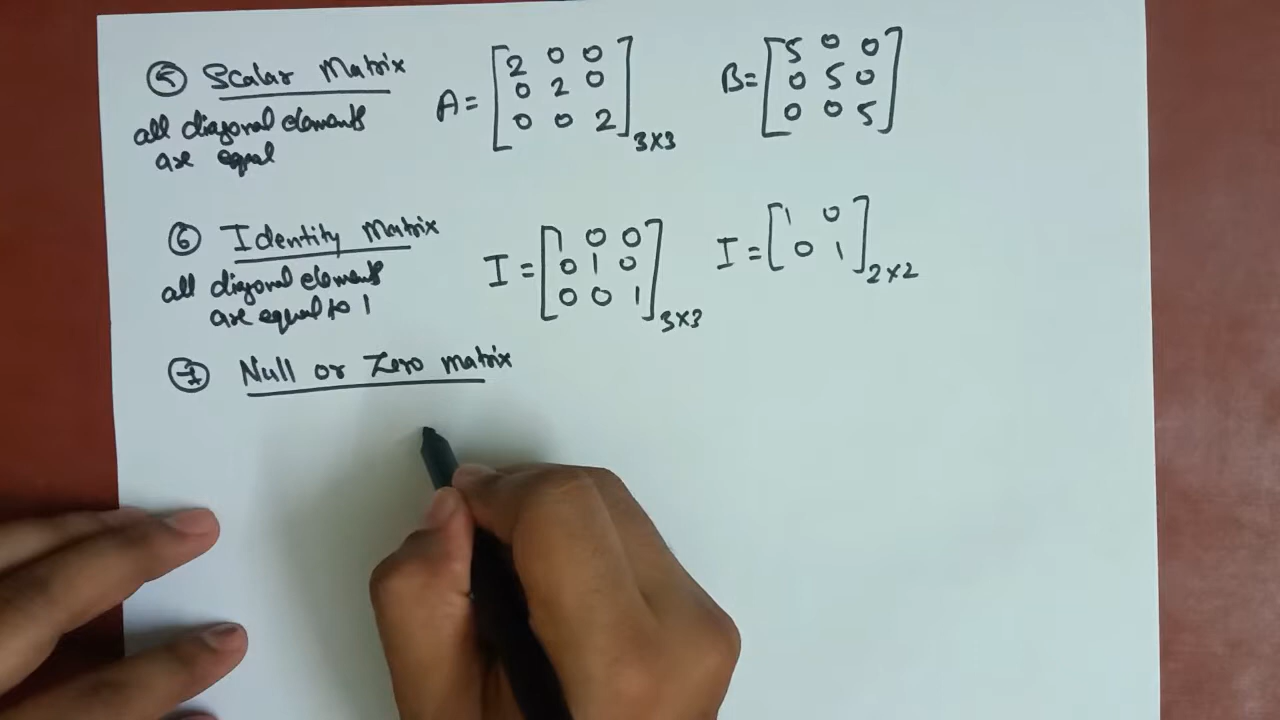 ⑤ Scalar Matrix
all diagonal elements
are equal
A = [2 0 0
0 2 0
0 0 2] 3×3
B = [5 0 0
0 5 0
0 0 5]
⑥ Identity Matrix
all diagonal elements
are equal to 1
I = [1 0 0
0 1 0
0 0 1] 3×3
I = [1 0
0 1] 2×2
⑦ Null or Zero matrix